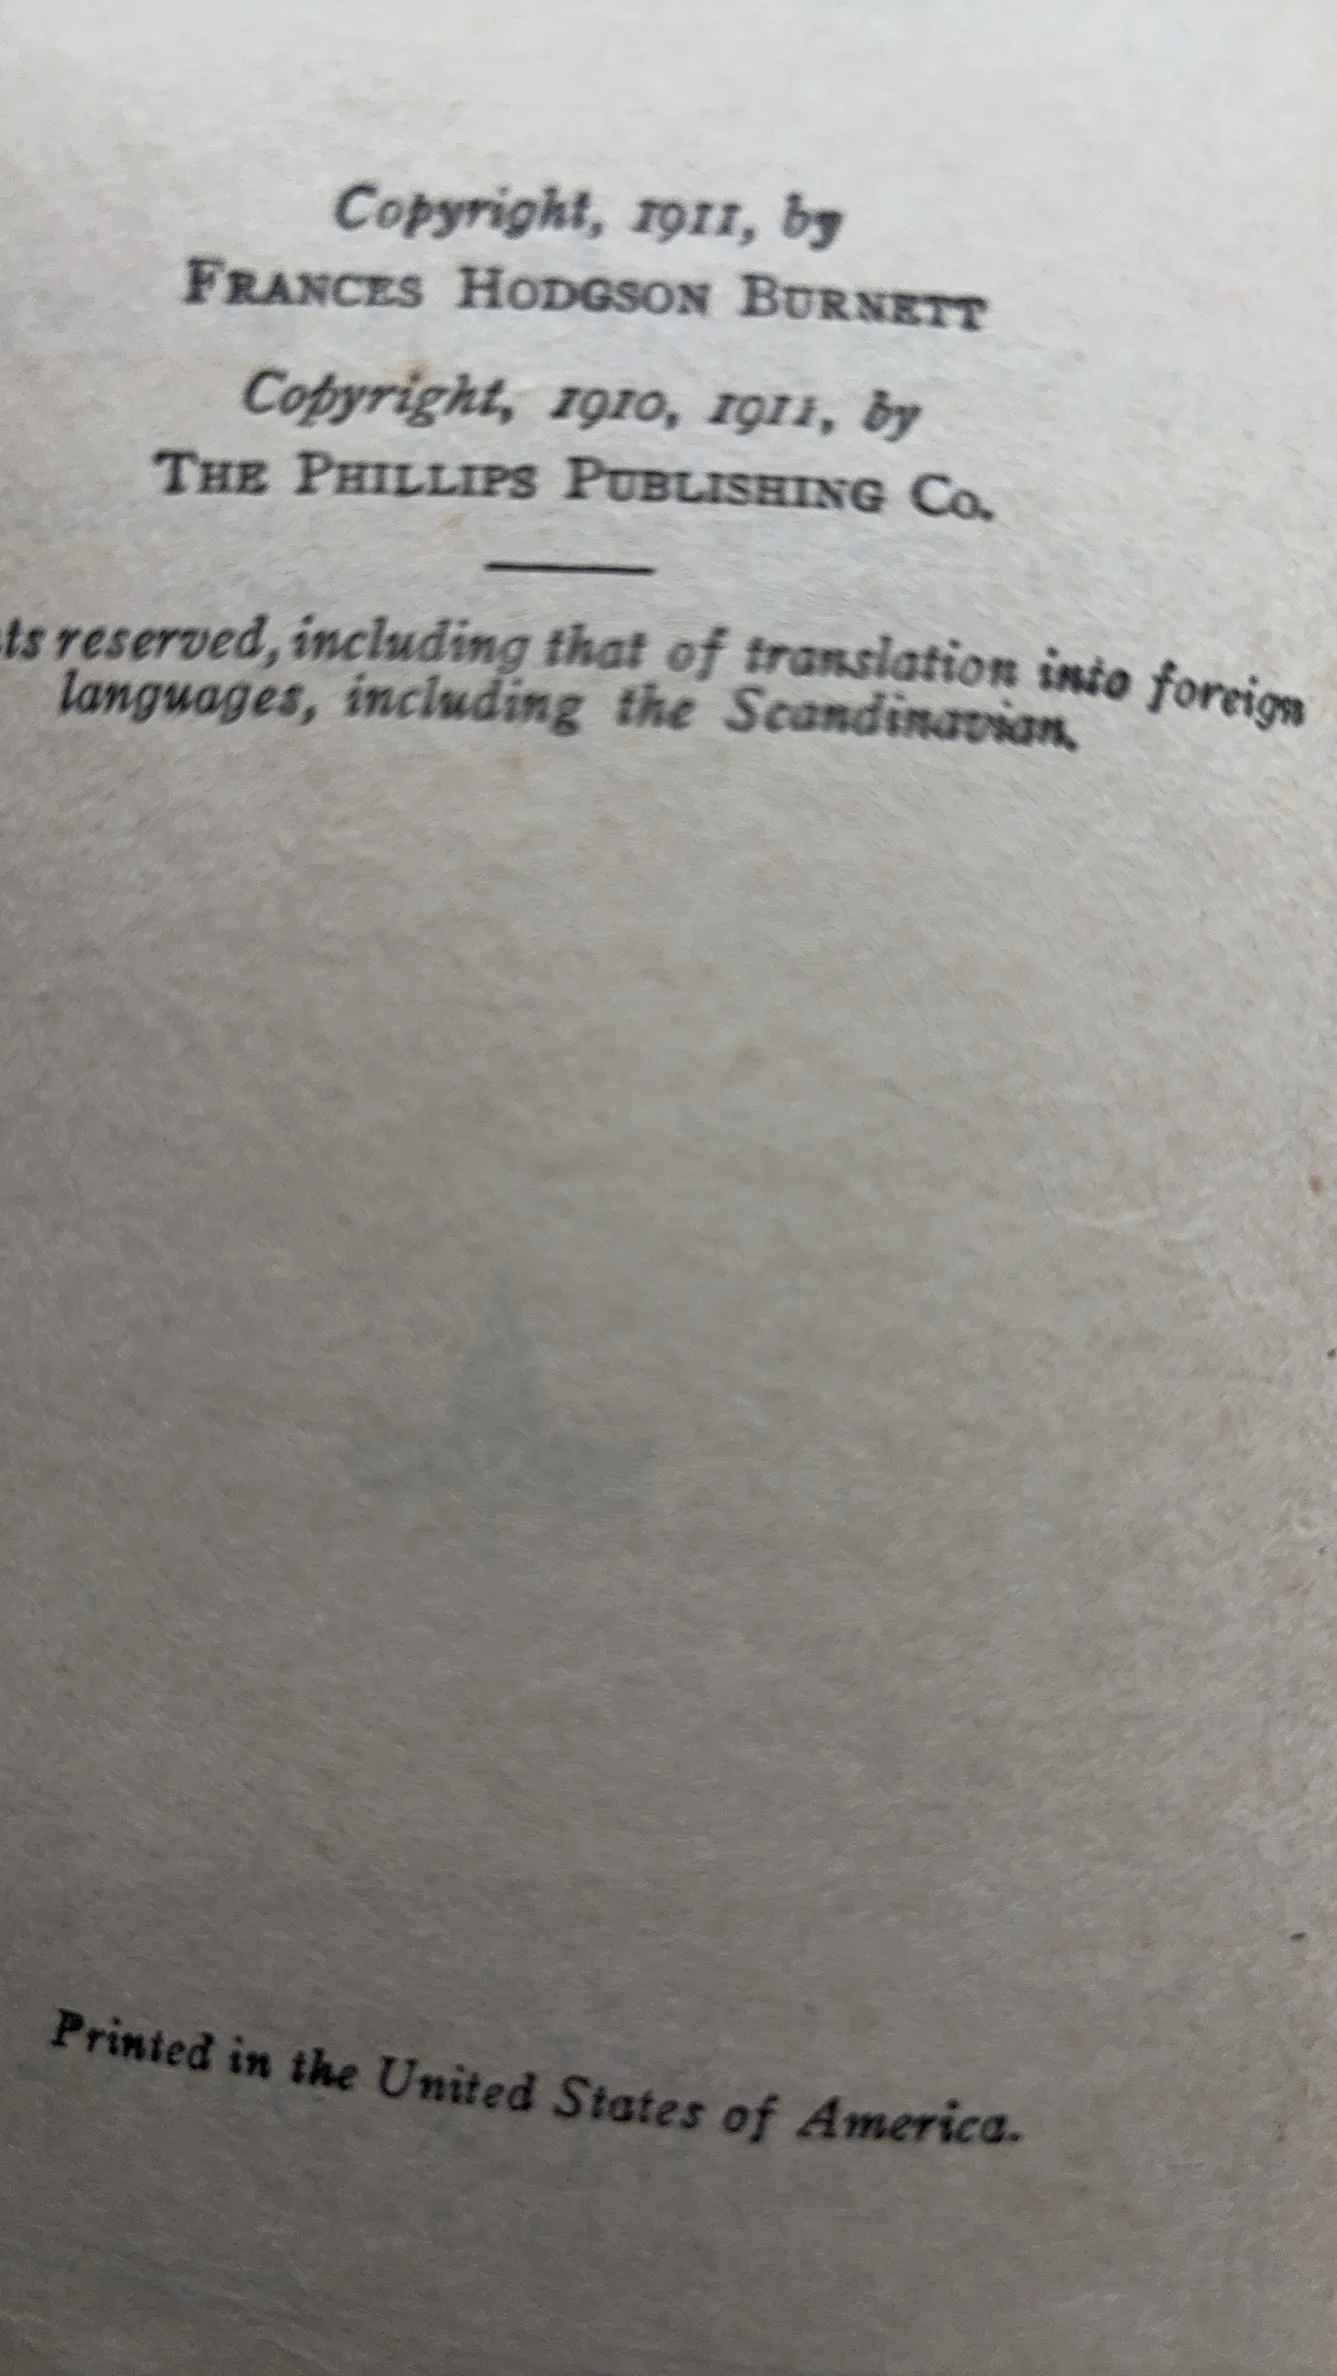 Copyright, 1911, by
FRANCES HODGSON BURNETT
Copyright, 1910, 1911, by
THE PHILLIPS PUBLISHING CO.
ts reserved, including that of translation into foreign
languages, including the Scandinavian.
Printed in the United States of America.